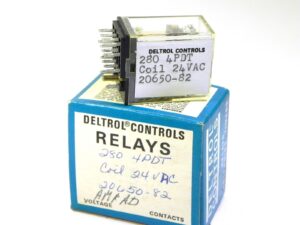 DELTROL CONTROLS
280 4PDT
Coil 24VAC
20650-82
DELTROL® CONTROLS
RELAYS
280 4PDT
Coil 24VAC
20650-82
VOLTAGE
CONTACTS